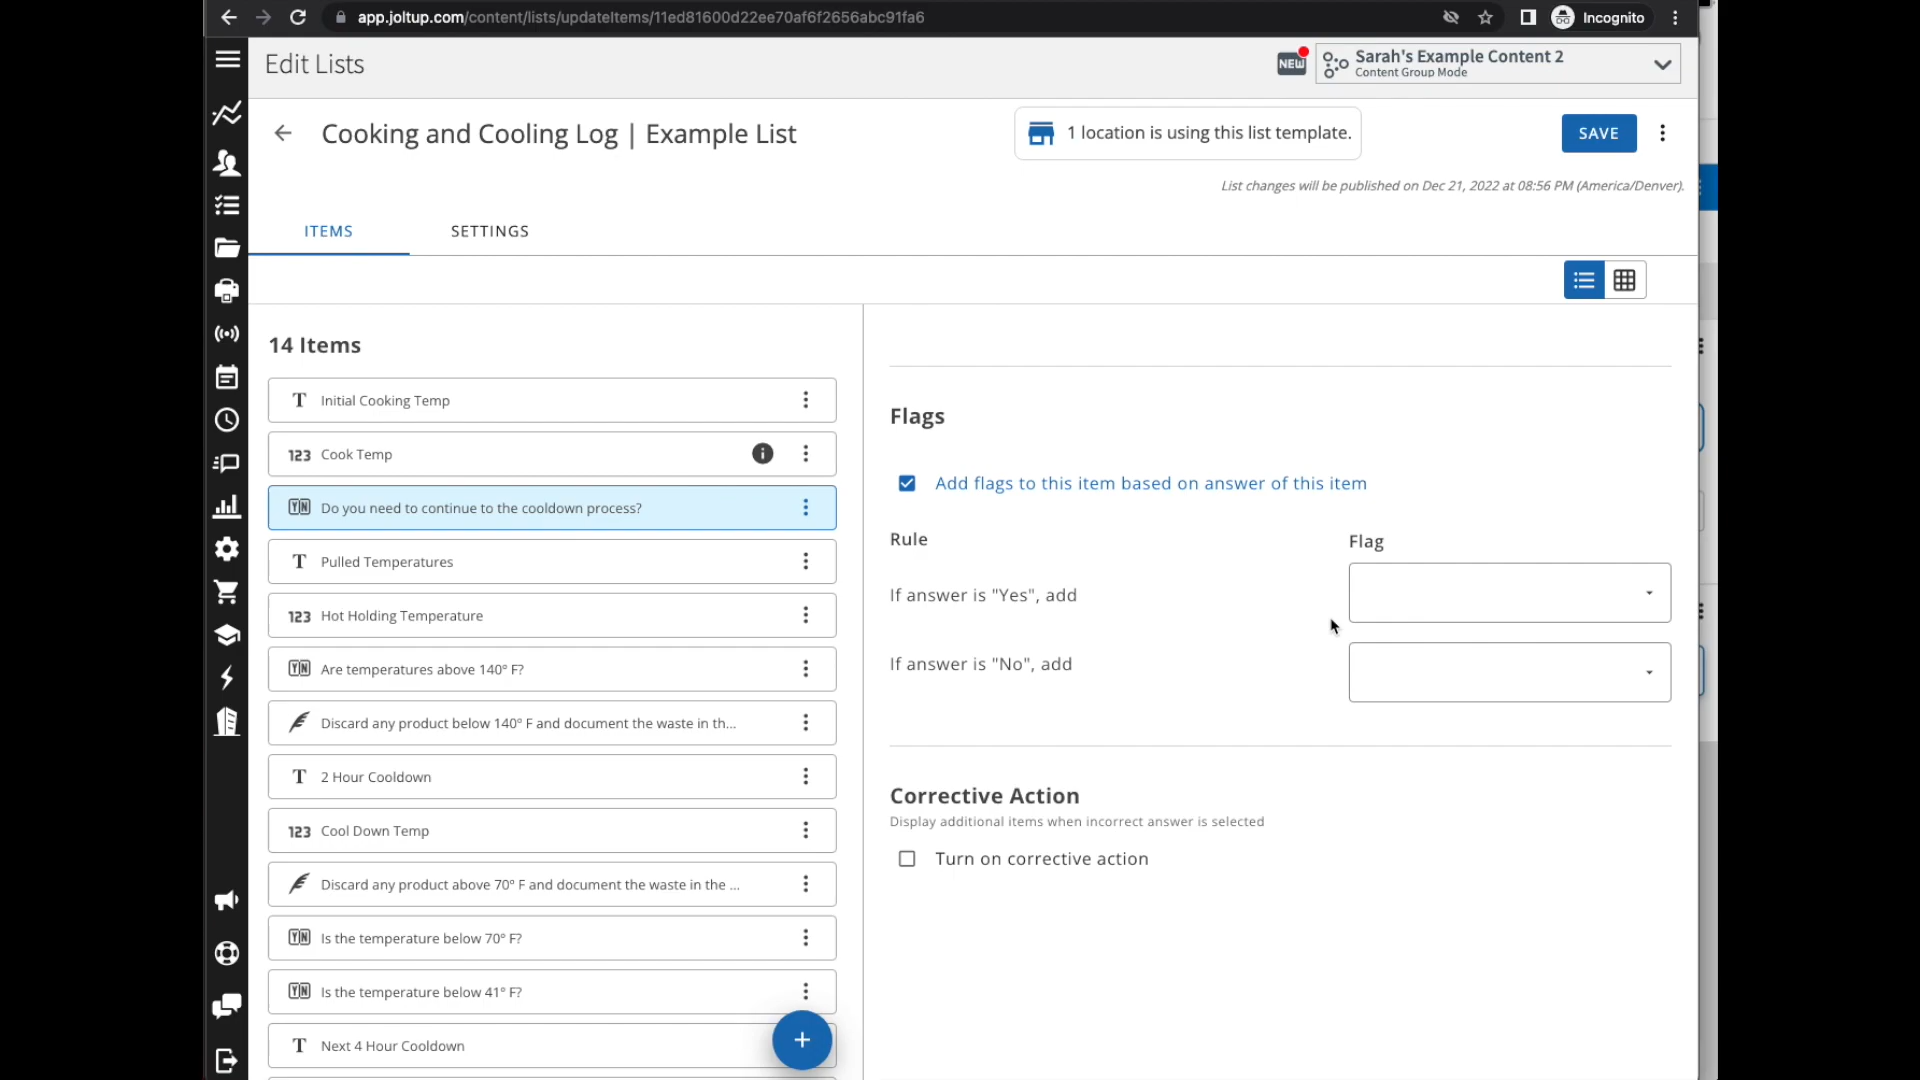 app.joltup.com/content/lists/updateItems/11ed81600d22ee70af6f2656abc91fa6
Incognito
Edit Lists
NEW
Sarah's Example Content 2
Content Group Mode
Cooking and Cooling Log | Example List
1 location is using this list template.
SAVE
List changes will be published on Dec 21, 2022 at 08:56 PM (America/Denver).
ITEMS
SETTINGS
14 Items
T Initial Cooking Temp
123 Cook Temp
YN Do you need to continue to the cooldown process?
T Pulled Temperatures
123 Hot Holding Temperature
YN Are temperatures above 140° F?
Discard any product below 140° F and document the waste in th...
T 2 Hour Cooldown
123 Cool Down Temp
Discard any product above 70° F and document the waste in the ...
YN Is the temperature below 70° F?
YN Is the temperature below 41° F?
T Next 4 Hour Cooldown
+
Flags
Add flags to this item based on answer of this item
Rule
Flag
If answer is "Yes", add
If answer is "No", add
Corrective Action
Display additional items when incorrect answer is selected
Turn on corrective action